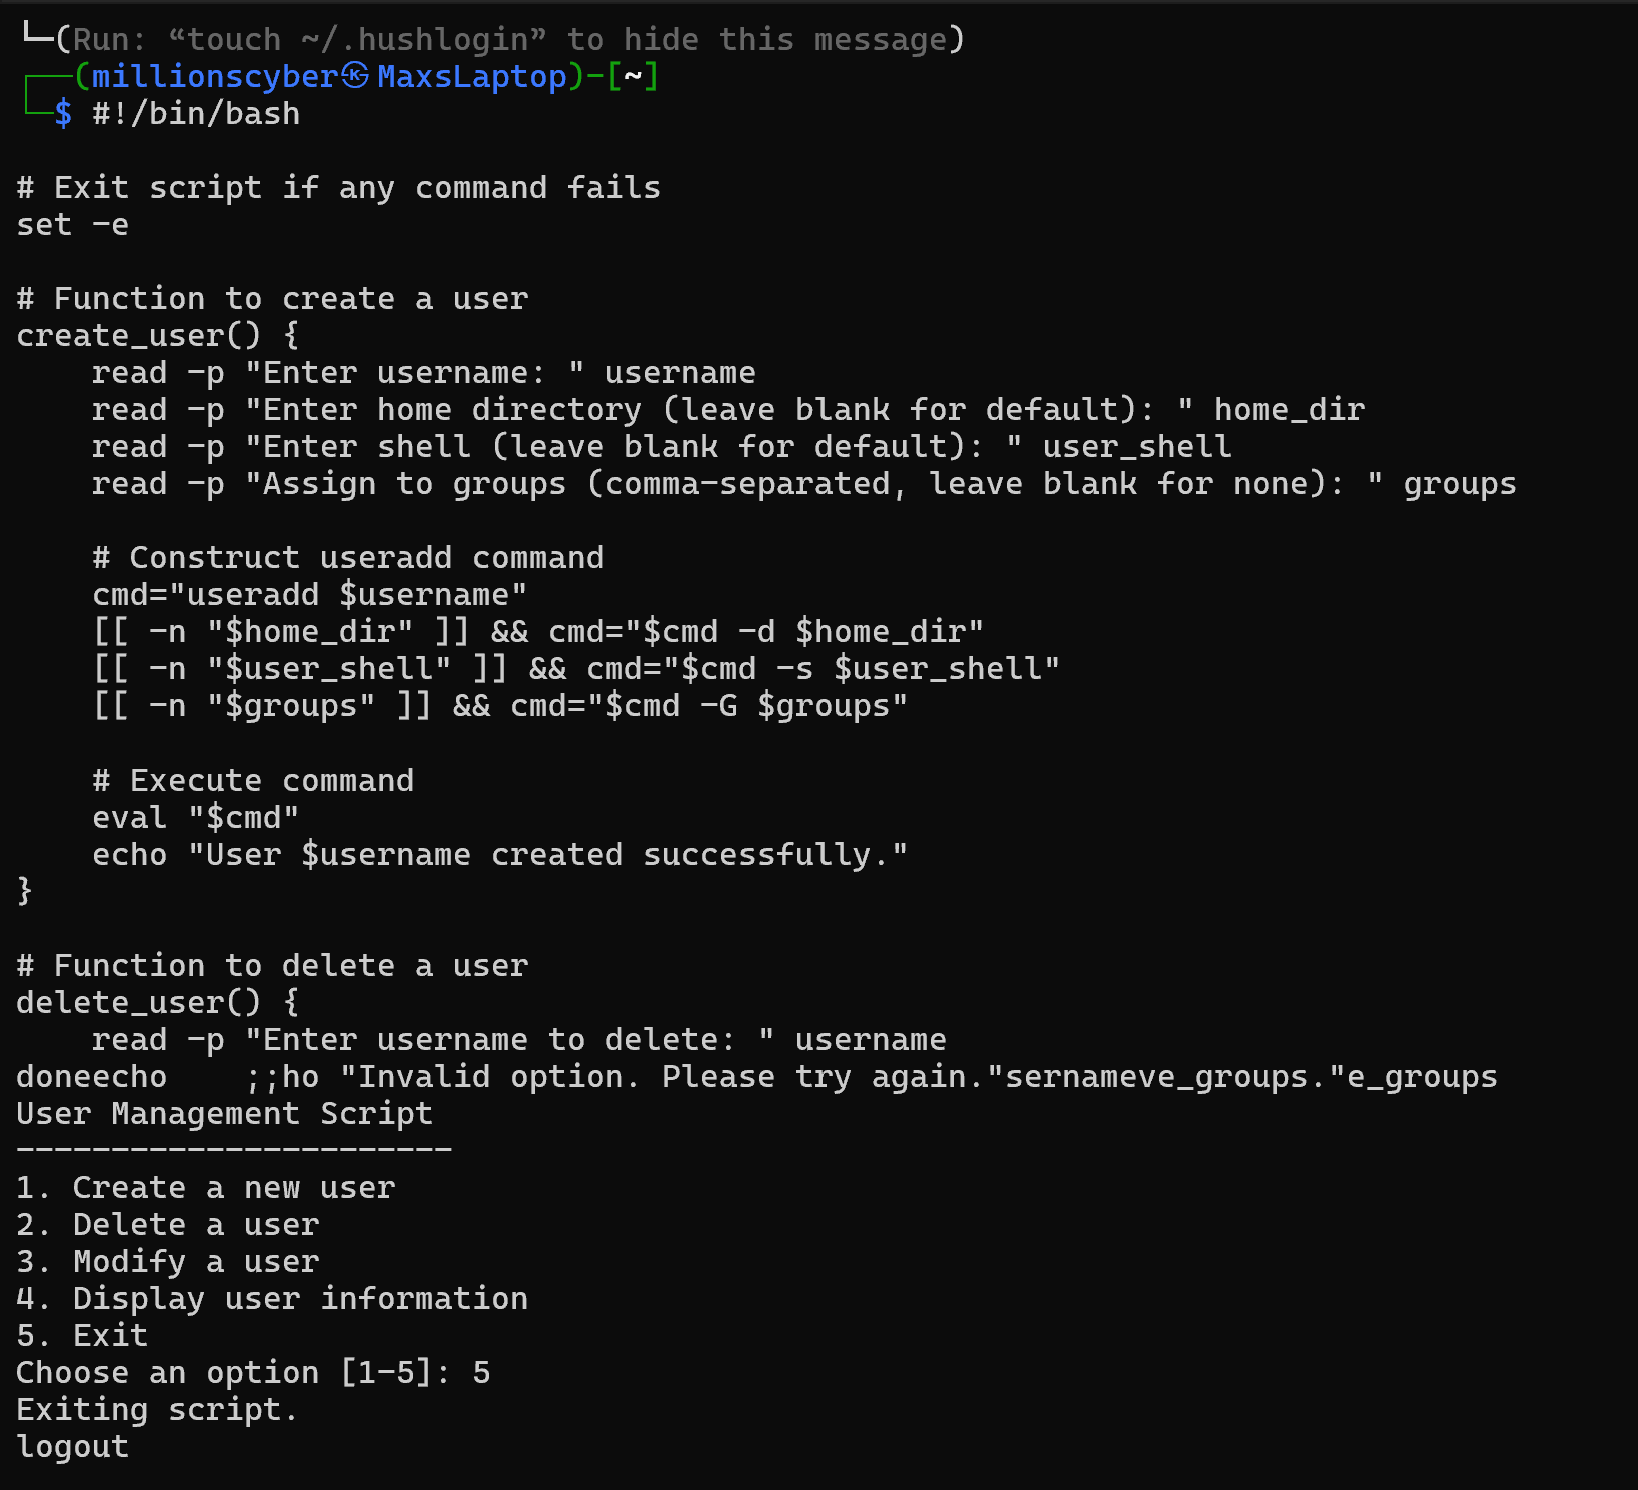 └─(Run: “touch ~/.hushlogin” to hide this message)
┌──(millionscyber㉿MaxsLaptop)-[~]
└─$ #!/bin/bash

# Exit script if any command fails
set -e

# Function to create a user
create_user() {
    read -p "Enter username: " username
    read -p "Enter home directory (leave blank for default): " home_dir
    read -p "Enter shell (leave blank for default): " user_shell
    read -p "Assign to groups (comma-separated, leave blank for none): " groups

    # Construct useradd command
    cmd="useradd $username"
    [[ -n "$home_dir" ]] && cmd="$cmd -d $home_dir"
    [[ -n "$user_shell" ]] && cmd="$cmd -s $user_shell"
    [[ -n "$groups" ]] && cmd="$cmd -G $groups"

    # Execute command
    eval "$cmd"
    echo "User $username created successfully."
}

# Function to delete a user
delete_user() {
    read -p "Enter username to delete: " username
doneecho    ;;ho "Invalid option. Please try again."sernameve_groups."e_groups
User Management Script
-----------------------
1. Create a new user
2. Delete a user
3. Modify a user
4. Display user information
5. Exit
Choose an option [1-5]: 5
Exiting script.
logout